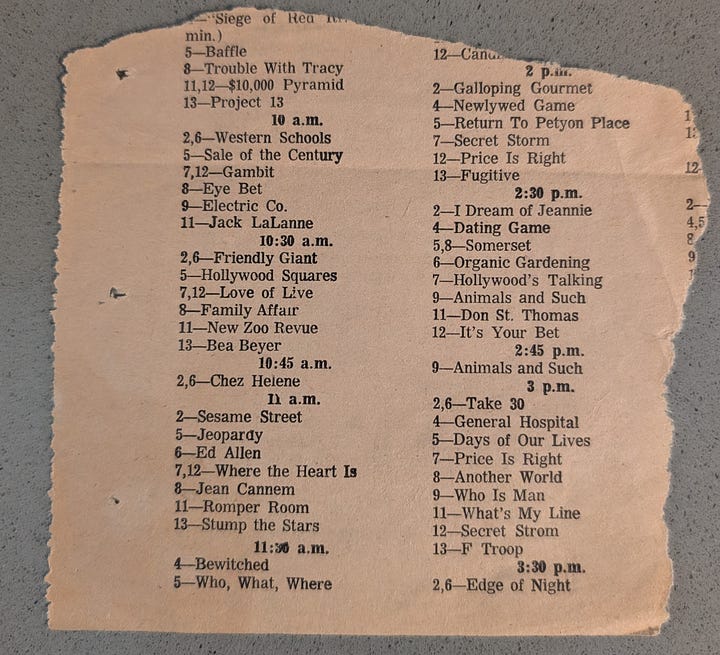 —"Siege of Red
min.)
5—Baffle
8—Trouble With Tracy
11,12—$10,000 Pyramid
13—Project 13
10 a.m.
2,6—Western Schools
5—Sale of the Century
7,12—Gambit
8—Eye Bet
9—Electric Co.
11—Jack LaLanne
10:30 a.m.
2,6—Friendly Giant
5—Hollywood Squares
7,12—Love of Live
8—Family Affair
11—New Zoo Revue
13—Bea Beyer
10:45 a.m.
2,6—Chez Helene
11 a.m.
2—Sesame Street
5—Jeopardy
6—Ed Allen
7,12—Where the Heart Is
8—Jean Cannem
11—Romper Room
13—Stump the Stars
11:30 a.m.
4—Bewitched
5—Who, What, Where
12—
2 p.m.
2—Galloping Gourmet
4—Newlywed Game
5—Return To Petyon Place
7—Secret Storm
12—Price Is Right
13—Fugitive
2:30 p.m.
2—I Dream of Jeannie
4—Dating Game
5,8—Somerset
6—Organic Gardening
7—Hollywood's Talking
9—Animals and Such
11—Don St. Thomas
12—It's Your Bet
2:45 p.m.
9—Animals and Such
3 p.m.
2,6—Take 30
4—General Hospital
5—Days of Our Lives
7—Price Is Right
8—Another World
9—Who Is Man
11—What's My Line
12—Secret Strom
13—F Troop
3:30 p.m.
2,6—Edge of Night
12-
2—
4,5
8
9